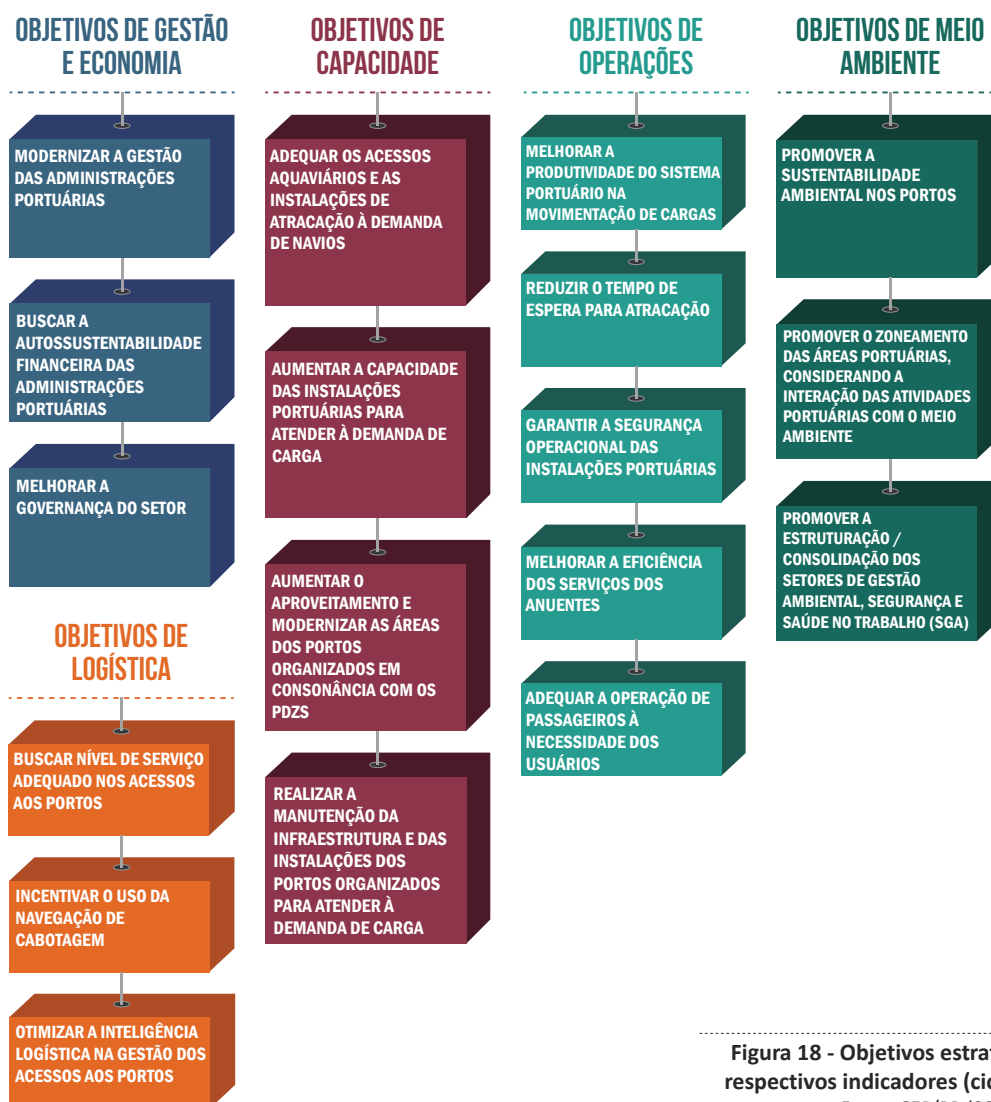 OBJETIVOS DE GESTÃO
E ECONOMIA
MODERNIZAR A GESTÃO
DAS ADMINISTRAÇÕES
PORTUÁRIAS
BUSCAR A
AUTOSSUSTENTABILIDADE
FINANCEIRA DAS
ADMINISTRAÇÕES
PORTUÁRIAS
MELHORAR A
GOVERNANÇA DO SETOR
OBJETIVOS DE
LOGÍSTICA
BUSCAR NÍVEL DE SERVIÇO
ADEQUADO NOS ACESSOS
AOS PORTOS
INCENTIVAR O USO DA
NAVEGAÇÃO DE
CABOTAGEM
OTIMIZAR A INTELIGÊNCIA
LOGÍSTICA NA GESTÃO DOS
ACESSOS AOS PORTOS
OBJETIVOS DE
CAPACIDADE
ADEQUAR OS ACESSOS
AQUAVIÁRIOS E AS
INSTALAÇÕES DE
ATRACAÇÃO À DEMANDA
DE NAVIOS
AUMENTAR A CAPACIDADE
DAS INSTALAÇÕES
PORTUÁRIAS PARA
ATENDER À DEMANDA DE
CARGA
AUMENTAR O
APROVEITAMENTO E
MODERNIZAR AS ÁREAS
DOS PORTOS
ORGANIZADOS EM
CONSONÂNCIA COM OS
PDZS
REALIZAR A
MANUTENÇÃO DA
INFRAESTRUTURA E DAS
INSTALAÇÕES DOS
PORTOS ORGANIZADOS
PARA ATENDER À
DEMANDA DE CARGA
OBJETIVOS DE
OPERAÇÕES
MELHORAR A
PRODUTIVIDADE DO SISTEMA
PORTUÁRIO NA
MOVIMENTAÇÃO DE CARGAS
REDUZIR O TEMPO DE
ESPERA PARA ATRACAÇÃO
GARANTIR A SEGURANÇA
OPERACIONAL DAS
INSTALAÇÕES PORTUÁRIAS
MELHORAR A EFICIÊNCIA
DOS SERVIÇOS DOS
ANUENTES
ADEQUAR A OPERAÇÃO DE
PASSAGEIROS À
NECESSIDADE DOS
USUÁRIOS
OBJETIVOS DE MEIO
AMBIENTE
PROMOVER A
SUSTENTABILIDADE
AMBIENTAL NOS PORTOS
PROMOVER O ZONEAMENTO
DAS ÁREAS PORTUÁRIAS,
CONSIDERANDO A
INTERAÇÃO DAS ATIVIDADES
PORTUÁRIAS COM O MEIO
AMBIENTE
PROMOVER A
ESTRUTURAÇÃO /
CONSOLIDAÇÃO DOS
SETORES DE GESTÃO
AMBIENTAL, SEGURANÇA E
SAÚDE NO TRABALHO (SGA)
Figura 18 - Objetivos estra
respectivos indicadores (ci